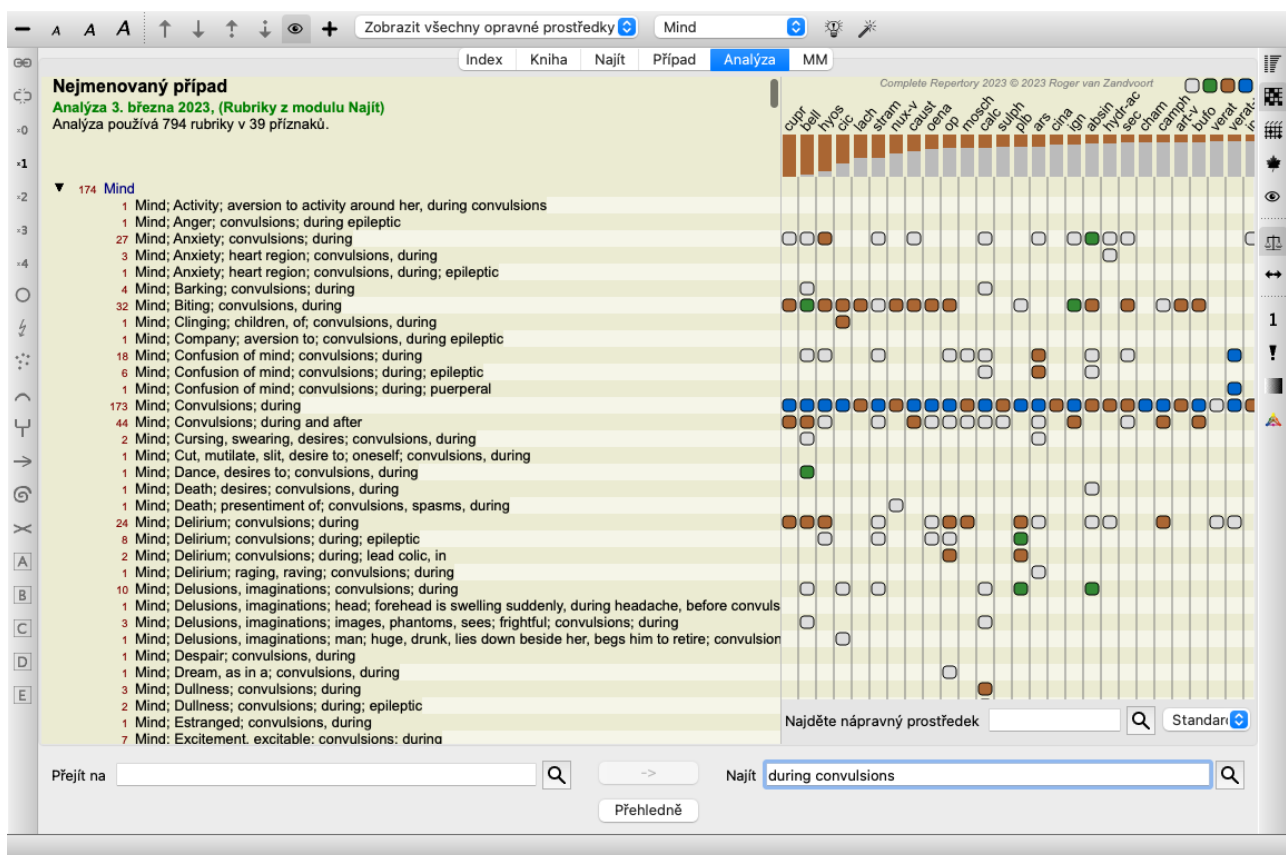 A A A Zobrazit všechny opravné prostředky Mind
Index Kniha Najít Případ Analýza MM
Nejmenovaný případ
Analýza 3. března 2023, (Rubriky z modulu Najít)
Analýza používá 794 rubriky v 39 příznaků.
Complete Repertory 2023 © 2023 Roger van Zandvoort
cupr bell hyos cic lach stram nux-v caust oena op mosch calc sulph plb ars cina ign absin hydr-ac sec cham camph art-v bufo verat verat- in
×0
×1
×2
×3
×4
A
B
C
D
E
1
174 Mind
1 Mind; Activity; aversion to activity around her, during convulsions
1 Mind; Anger; convulsions; during epileptic
27 Mind; Anxiety; convulsions; during
3 Mind; Anxiety; heart region; convulsions, during
1 Mind; Anxiety; heart region; convulsions, during; epileptic
4 Mind; Barking; convulsions; during
32 Mind; Biting; convulsions, during
1 Mind; Clinging; children, of; convulsions, during
1 Mind; Company; aversion to; convulsions, during epileptic
18 Mind; Confusion of mind; convulsions; during
6 Mind; Confusion of mind; convulsions; during; epileptic
1 Mind; Confusion of mind; convulsions; during; puerperal
173 Mind; Convulsions; during
44 Mind; Convulsions; during and after
2 Mind; Cursing, swearing, desires; convulsions, during
1 Mind; Cut, mutilate, slit, desire to; oneself; convulsions, during
1 Mind; Dance, desires to; convulsions, during
1 Mind; Death; desires; convulsions, during
1 Mind; Death; presentiment of; convulsions, spasms, during
24 Mind; Delirium; convulsions; during
8 Mind; Delirium; convulsions; during; epileptic
2 Mind; Delirium; convulsions; during; lead colic, in
1 Mind; Delirium; raging, raving; convulsions; during
10 Mind; Delusions, imaginations; convulsions; during
1 Mind; Delusions, imaginations; head; forehead is swelling suddenly, during headache, before convuls
3 Mind; Delusions, imaginations; images, phantoms, sees; frightful; convulsions; during
1 Mind; Delusions, imaginations; man; huge, drunk, lies down beside her, begs him to retire; convulsion
1 Mind; Despair; convulsions, during
1 Mind; Dream, as in a; convulsions, during
3 Mind; Dullness; convulsions; during
2 Mind; Dullness; convulsions; during; epileptic
1 Mind; Estranged; convulsions, during
7 Mind; Excitement, excitable; convulsions; during
Najděte nápravný prostředek Standar
Přejít na -> Najít during convulsions
Přehledně